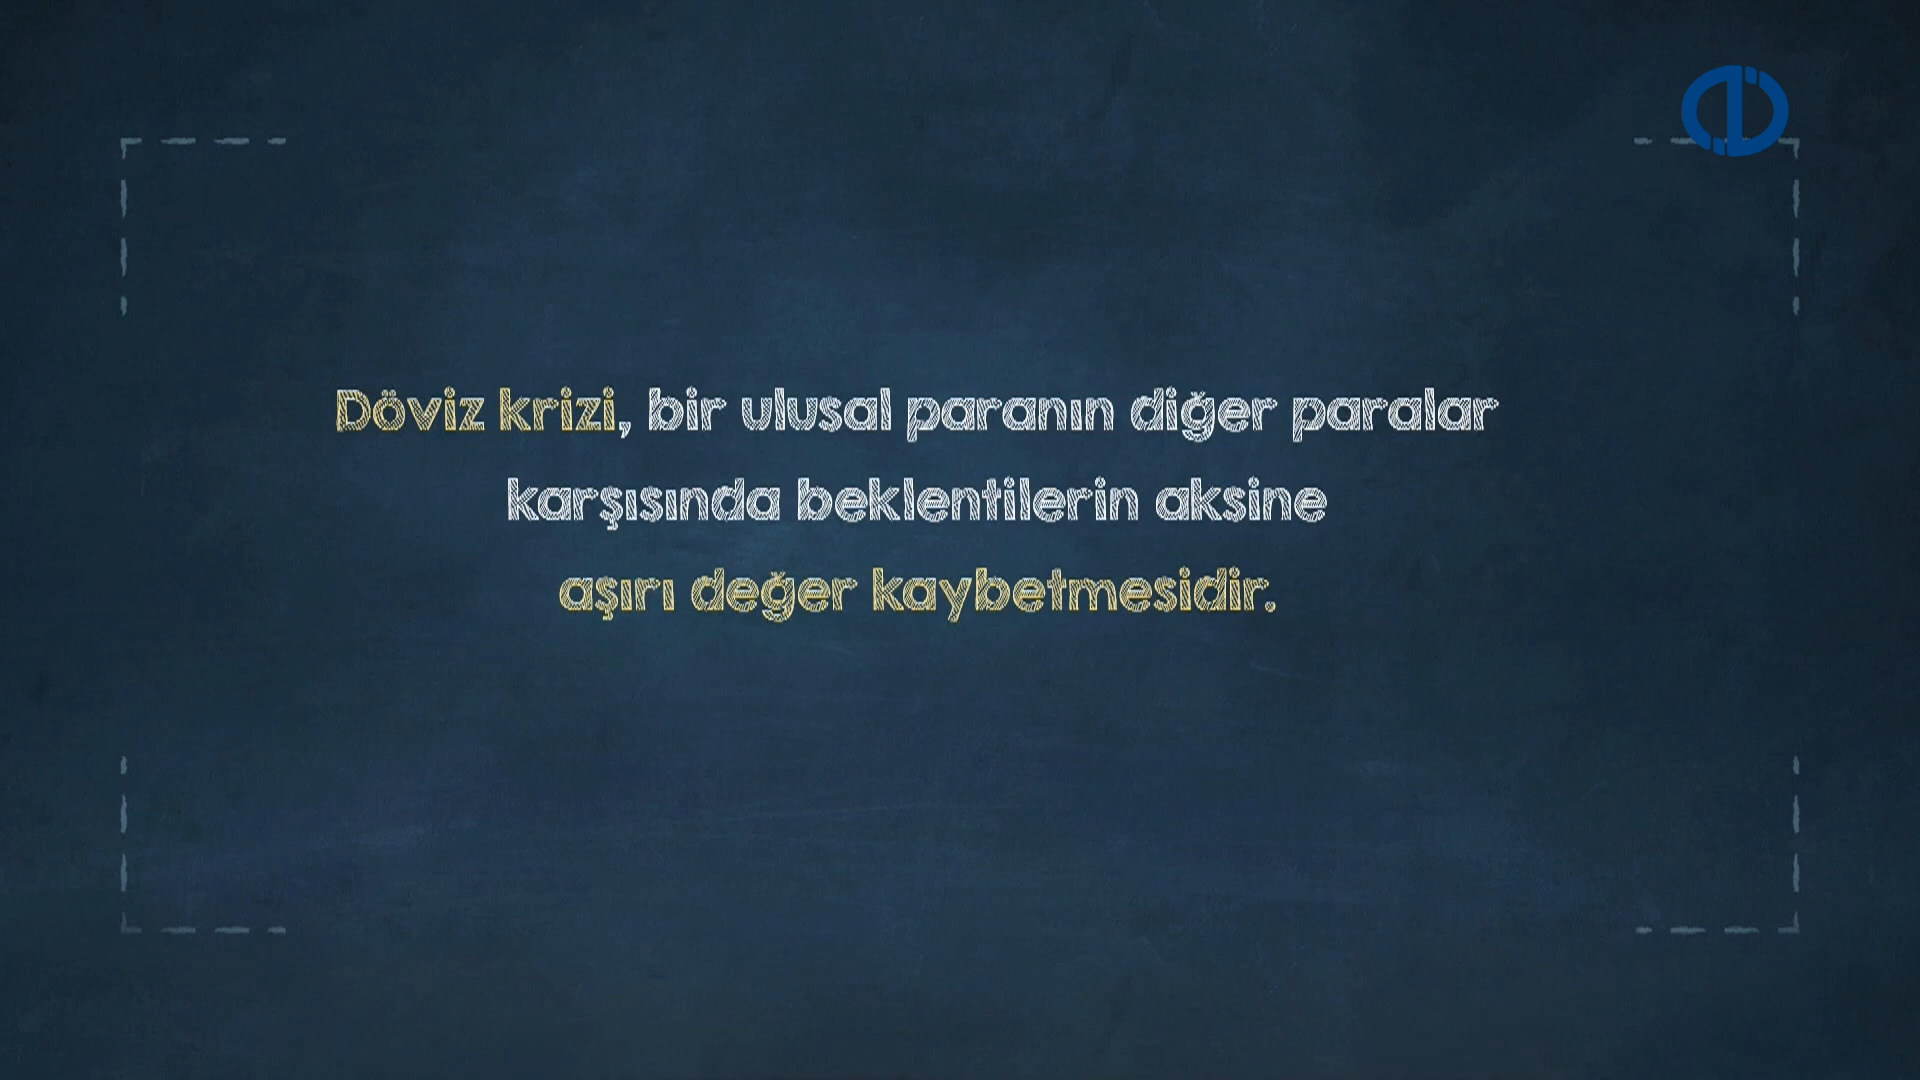 Döviz krizi, bir ulusal paranın diğer paralar
karşısında beklentilerin aksine
aşırı değer kaybetmesidir.